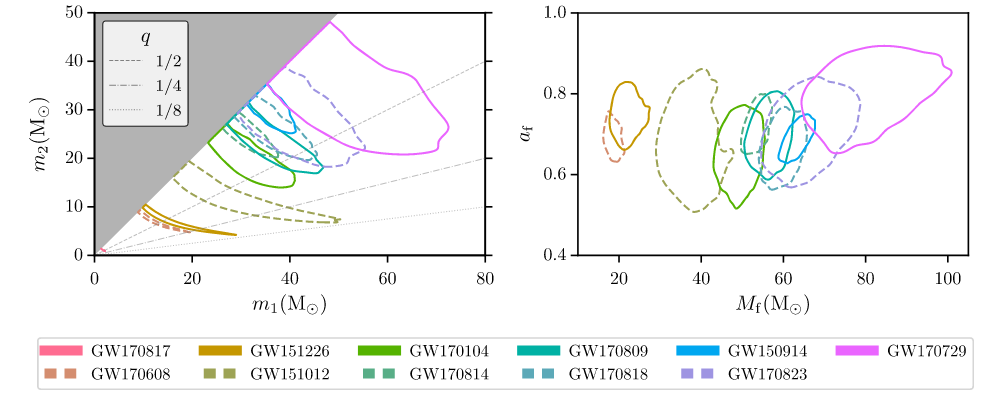 50
40
30
20
10
0
m₂(M⊙)
q
1/2
1/4
1/8
0
20
40
60
80
m₁(M⊙)
1.0
0.8
0.6
0.4
a_f
20
40
60
80
100
M_f(M⊙)
GW170817
GW151226
GW170104
GW170809
GW150914
GW170729
GW170608
GW151012
GW170814
GW170818
GW170823